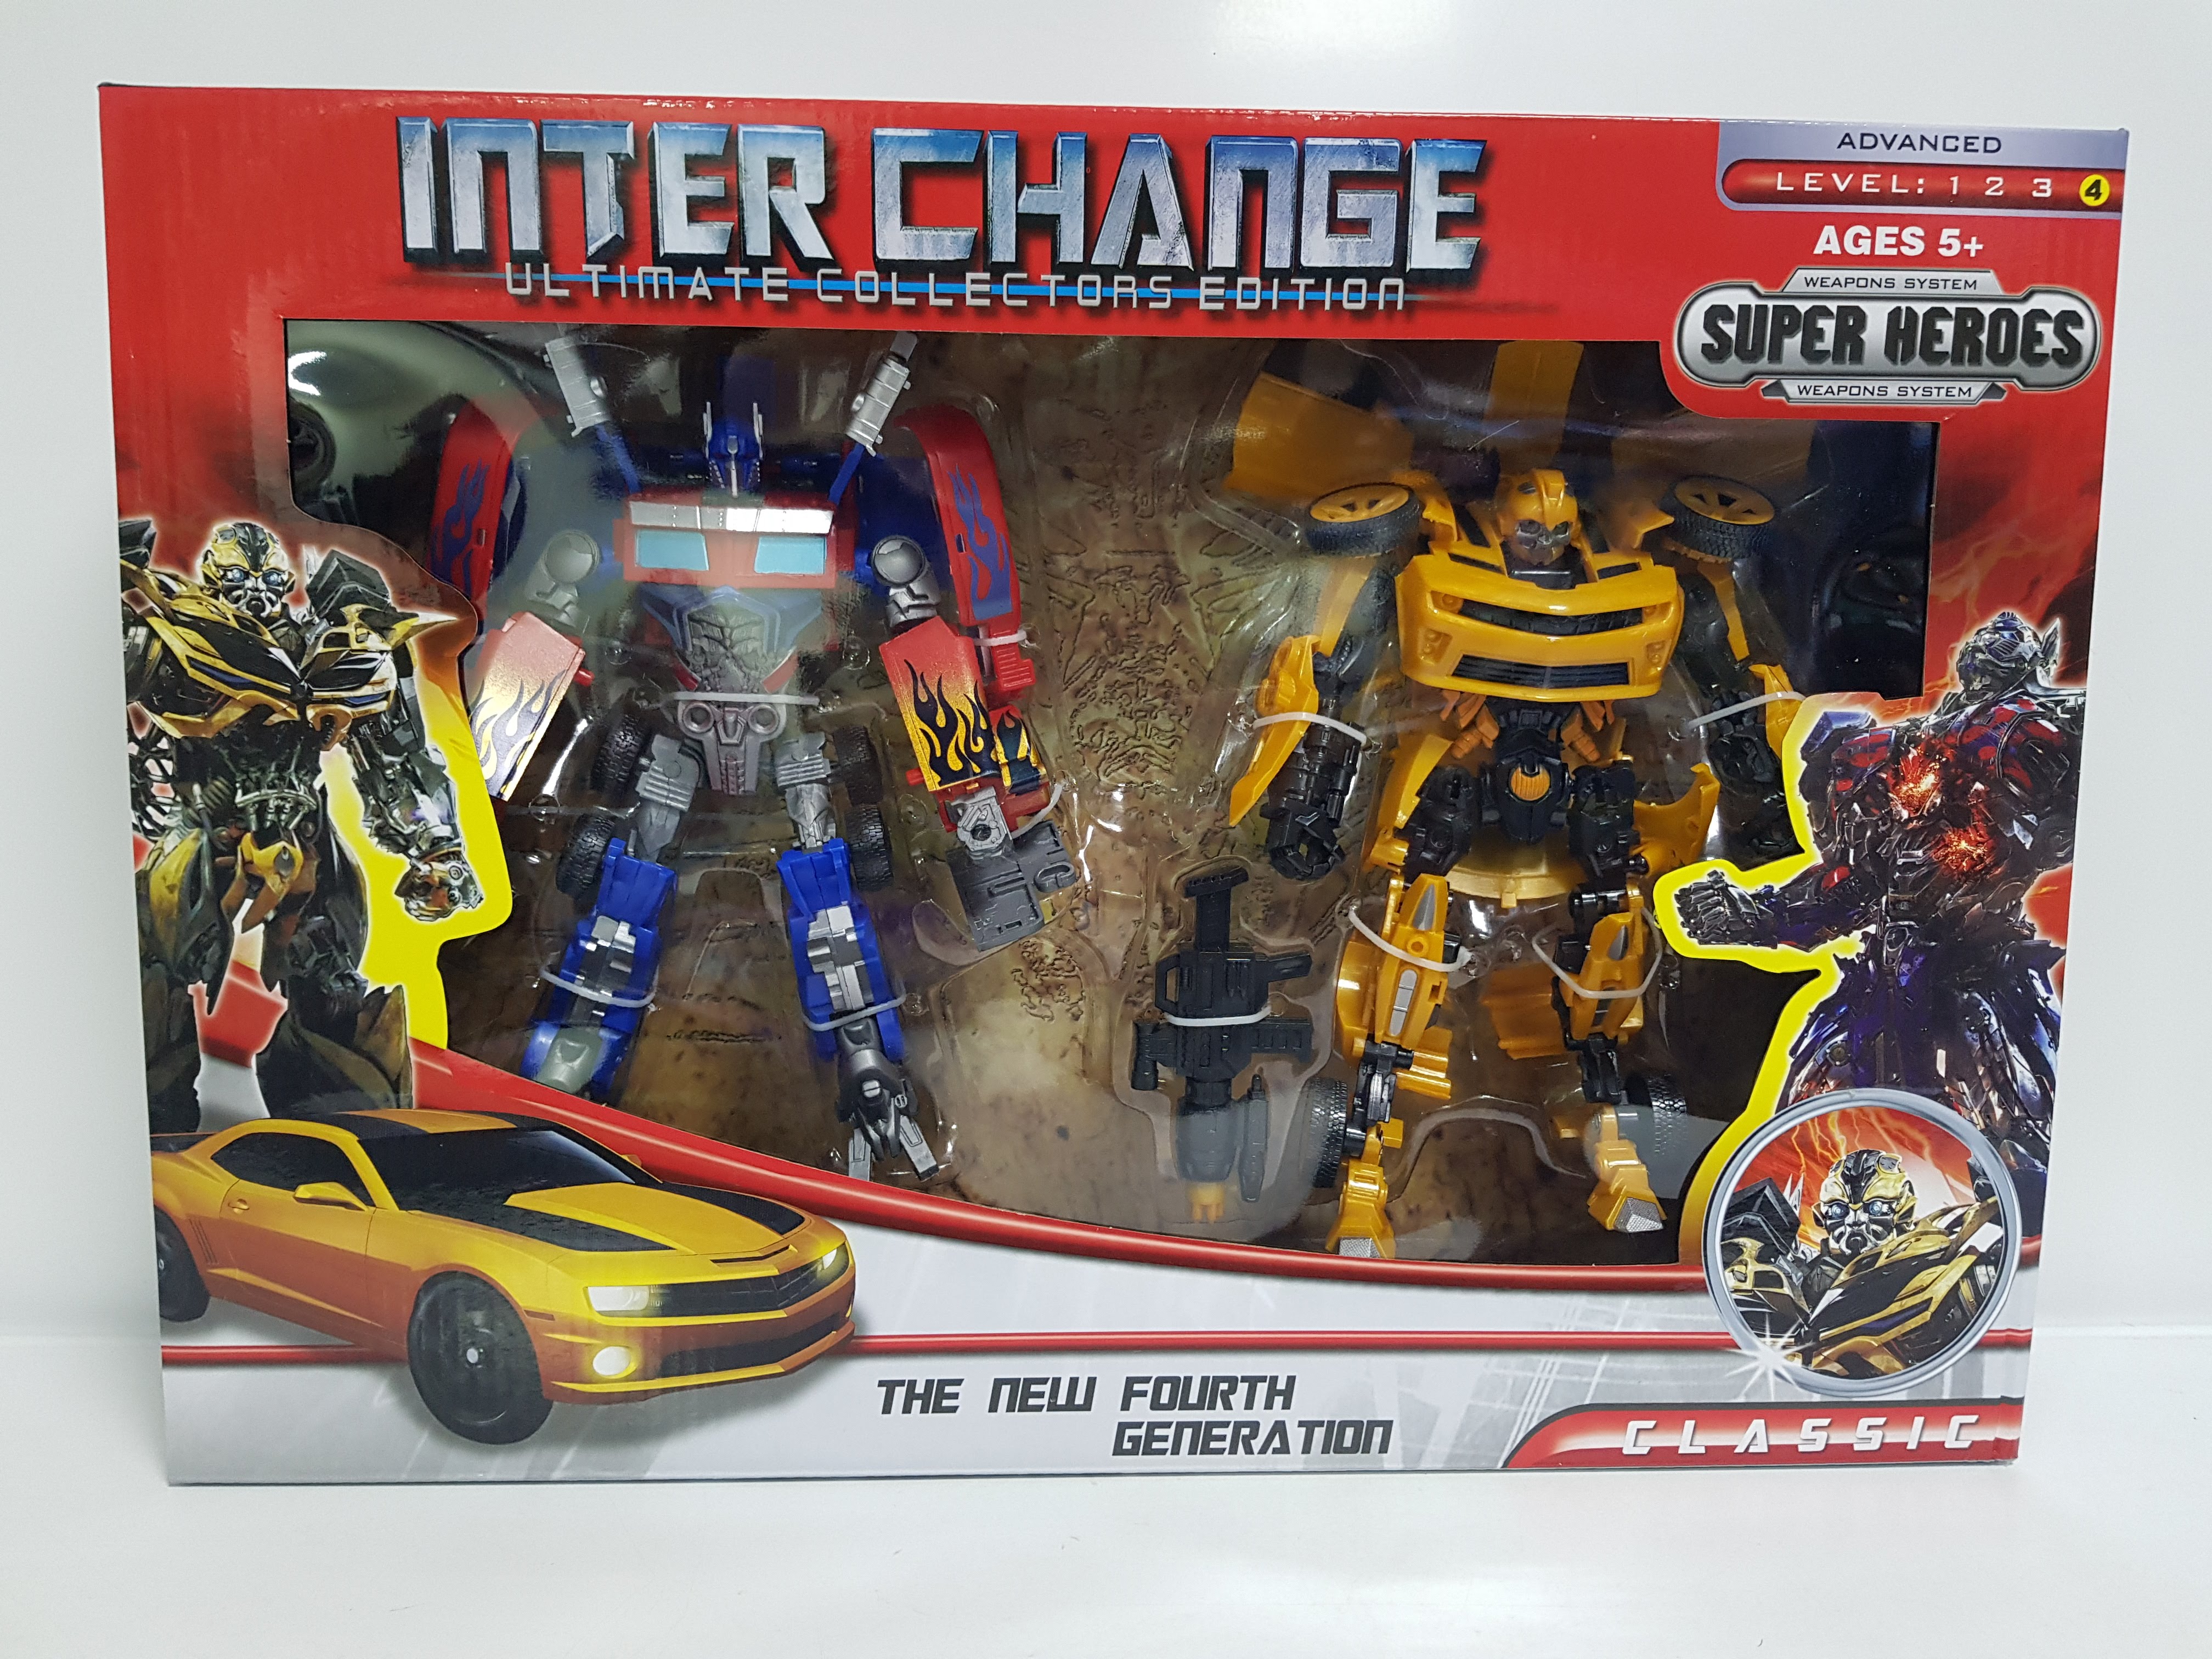 INTER CHANGE
ULTIMATE COLLECTORS EDITION
ADVANCED
LEVEL: 1 2 3 4
AGES 5+
WEAPONS SYSTEM
SUPER HEROES
WEAPONS SYSTEM
THE NEW FOURTH
GENERATION
CLASSIC